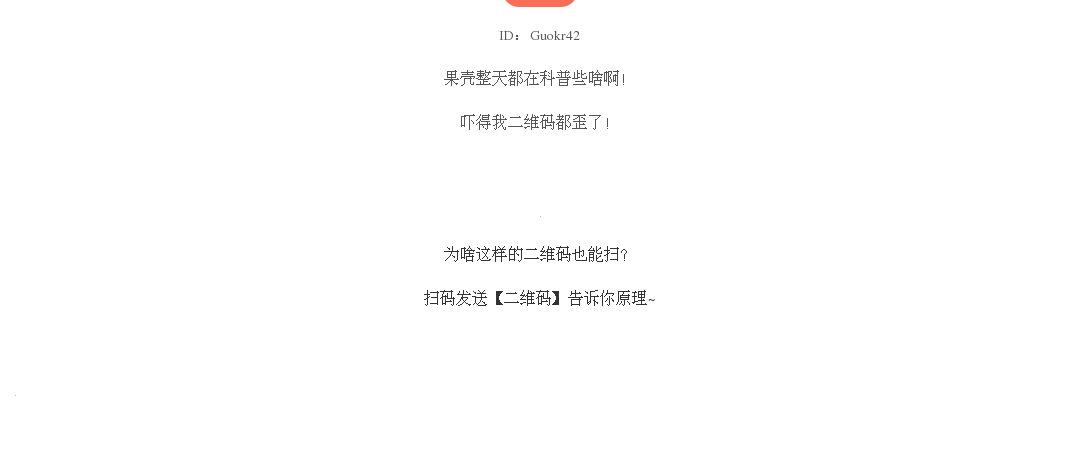 ID： Guokr42
果壳整天都在科普些啥啊！
吓得我二维码都歪了！
为啥这样的二维码也能扫？
扫码发送【二维码】告诉你原理~